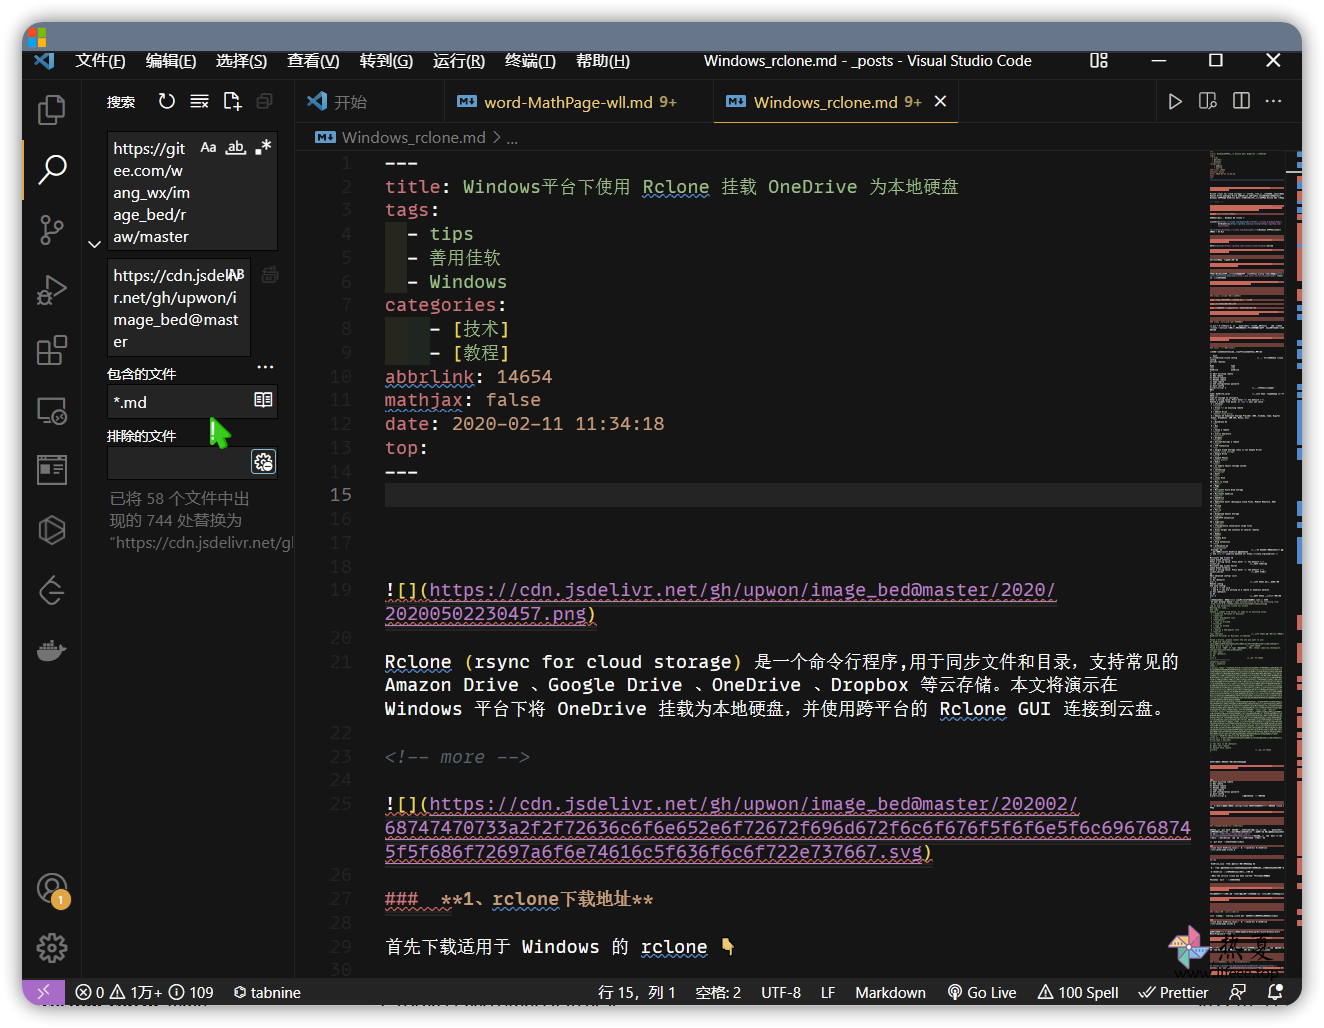 文件(F) 编辑(E) 选择(S) 查看(V) 转到(G) 运行(R) 终端(T) 帮助(H) Windows_rclone.md - _posts - Visual Studio Code
搜索
开始 word-MathPage-wll.md 9+ Windows_rclone.md 9+
Windows_rclone.md > ...
https://git
ee.com/w
ang_wx/im
age_bed/r
aw/master
Aa ab .*
https://cdn.jsdeli
r.net/gh/upwon/i
mage_bed@mast
er
AB
包含的文件
*.md
排除的文件
已将 58 个文件中出
现的 744 处替换为
"https://cdn.jsdelivr.net/gl
1 ---
2 title: Windows平台下使用 Rclone 挂载 OneDrive 为本地硬盘
3 tags:
4 - tips
5 - 善用佳软
6 - Windows
7 categories:
8 - [技术]
9 - [教程]
10 abbrlink: 14654
11 mathjax: false
12 date: 2020-02-11 11:34:18
13 top:
14 ---
15
16
17
18
19 ![](https://cdn.jsdelivr.net/gh/upwon/image_bed@master/2020/
20200502230457.png)
20
21 Rclone (rsync for cloud storage) 是一个命令行程序,用于同步文件和目录，支持常见的
Amazon Drive 、Google Drive 、OneDrive 、Dropbox 等云存储。本文将演示在
Windows 平台下将 OneDrive 挂载为本地硬盘，并使用跨平台的 Rclone GUI 连接到云盘。
22
23 <!-- more -->
24
25 ![](https://cdn.jsdelivr.net/gh/upwon/image_bed@master/202002/
68747470733a2f2f72636c6f6e652e6f72672f696d672f6c6f676f5f6f6e5f6c69676874
5f5f686f72697a6f6e74616c5f636f6c6f722e737667.svg)
26
27 ### **1、rclone下载地址**
28
29 首先下载适用于 Windows 的 rclone 👇
30
1
0 1万+ 109 tabnine 行 15，列 1 空格: 2 UTF-8 LF Markdown Go Live 100 Spell Prettier